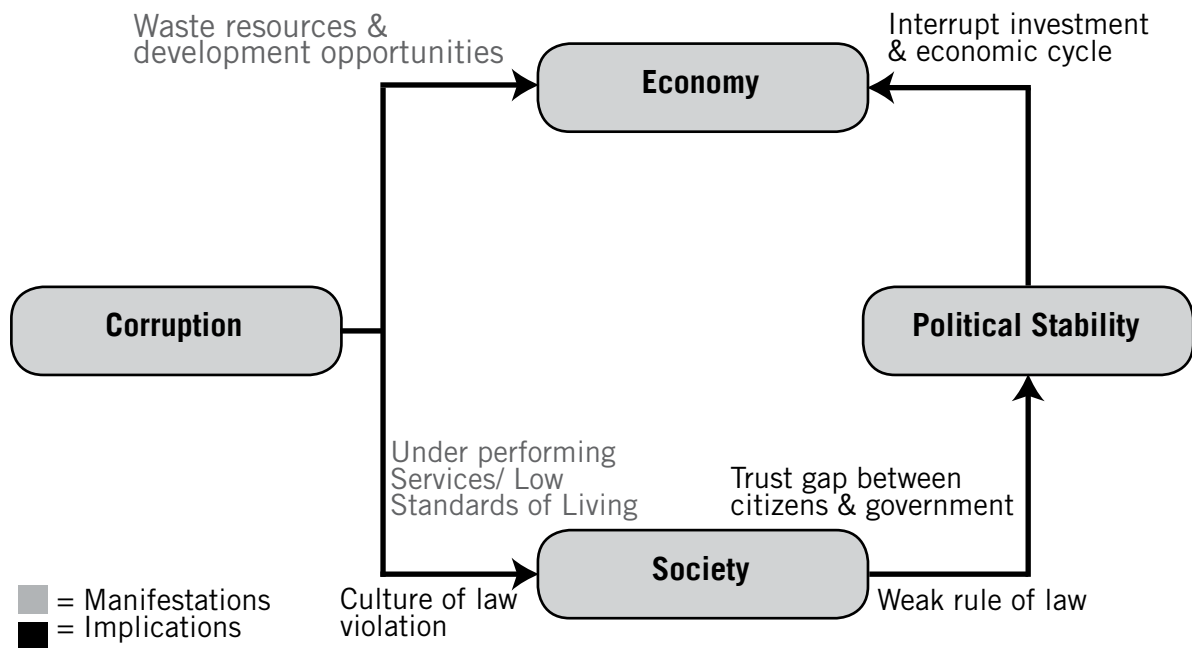 Waste resources &
development opportunities
Interrupt investment
& economic cycle
Economy
Corruption
Political Stability
Under performing
Services/ Low
Standards of Living
Trust gap between
citizens & government
Society
Culture of law
violation
Weak rule of law
= Manifestations
= Implications